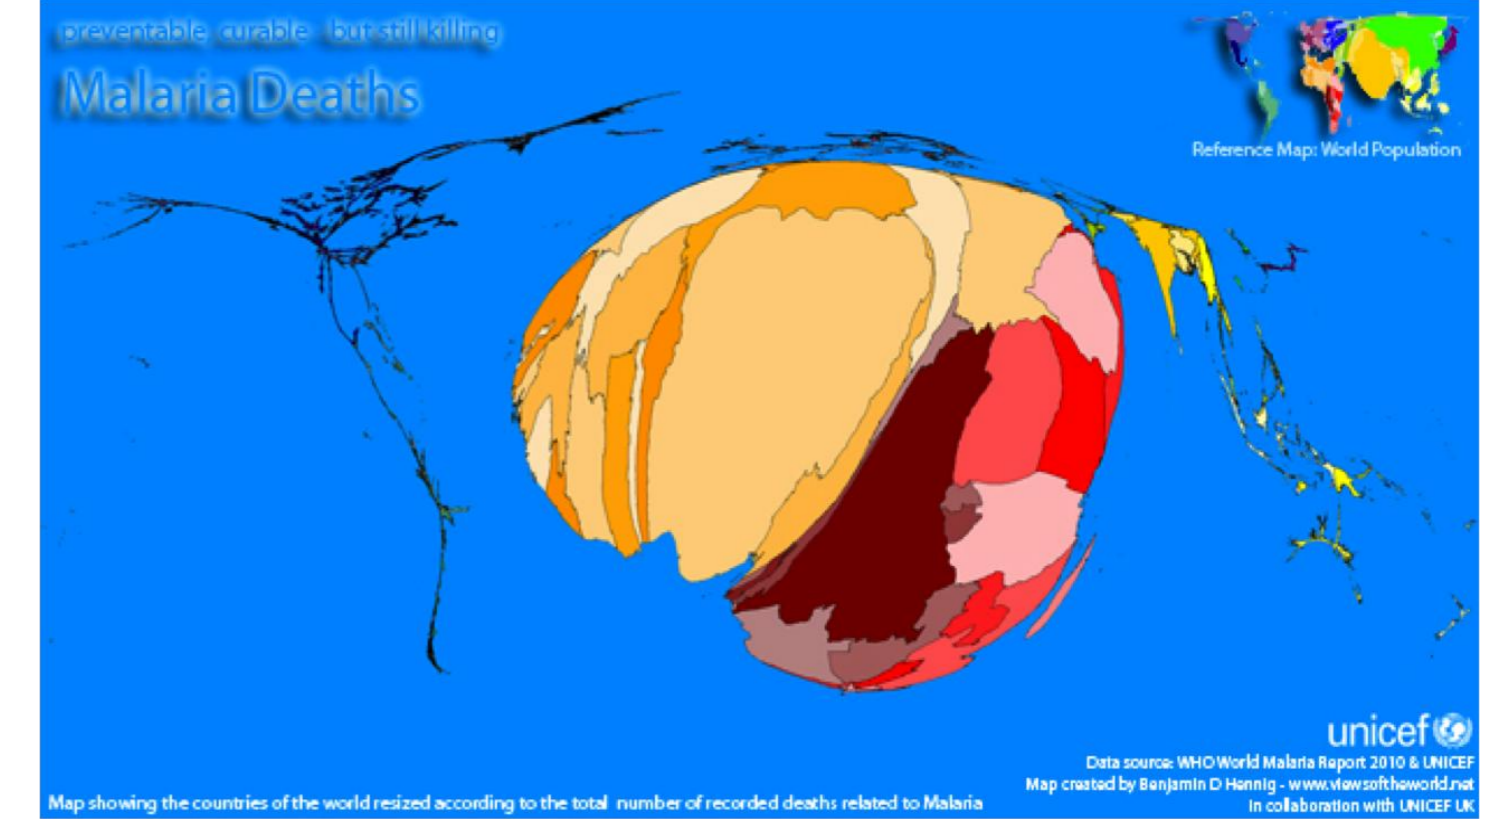 preventable, curable - but still killing
Malaria Deaths
Reference Map: World Population
unicef
Data source: WHO World Malaria Report 2010 & UNICEF
Map created by Benjamin D Hennig - www.viewsoftheworld.net
in collaboration with UNICEF UK
Map showing the countries of the world resized according to the total number of recorded deaths related to Malaria